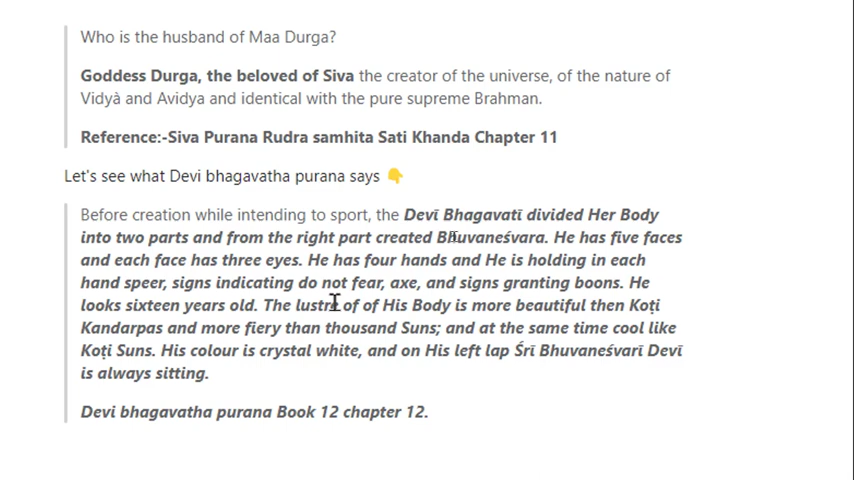 Who is the husband of Maa Durga?
Goddess Durga, the beloved of Siva the creator of the universe, of the nature of
Vidyà and Avidya and identical with the pure supreme Brahman.
Reference:-Siva Purana Rudra samhita Sati Khanda Chapter 11
Let's see what Devi bhagavatha purana says 👇
Before creation while intending to sport, the Devī Bhagavatī divided Her Body
into two parts and from the right part created Bhuvaneśvara. He has five faces
and each face has three eyes. He has four hands and He is holding in each
hand speer, signs indicating do not fear, axe, and signs granting boons. He
looks sixteen years old. The lustre of of His Body is more beautiful then Koṭi
Kandarpas and more fiery than thousand Suns; and at the same time cool like
Koṭi Suns. His colour is crystal white, and on His left lap Śrī Bhuvaneśvarī Devī
is always sitting.
Devi bhagavatha purana Book 12 chapter 12.